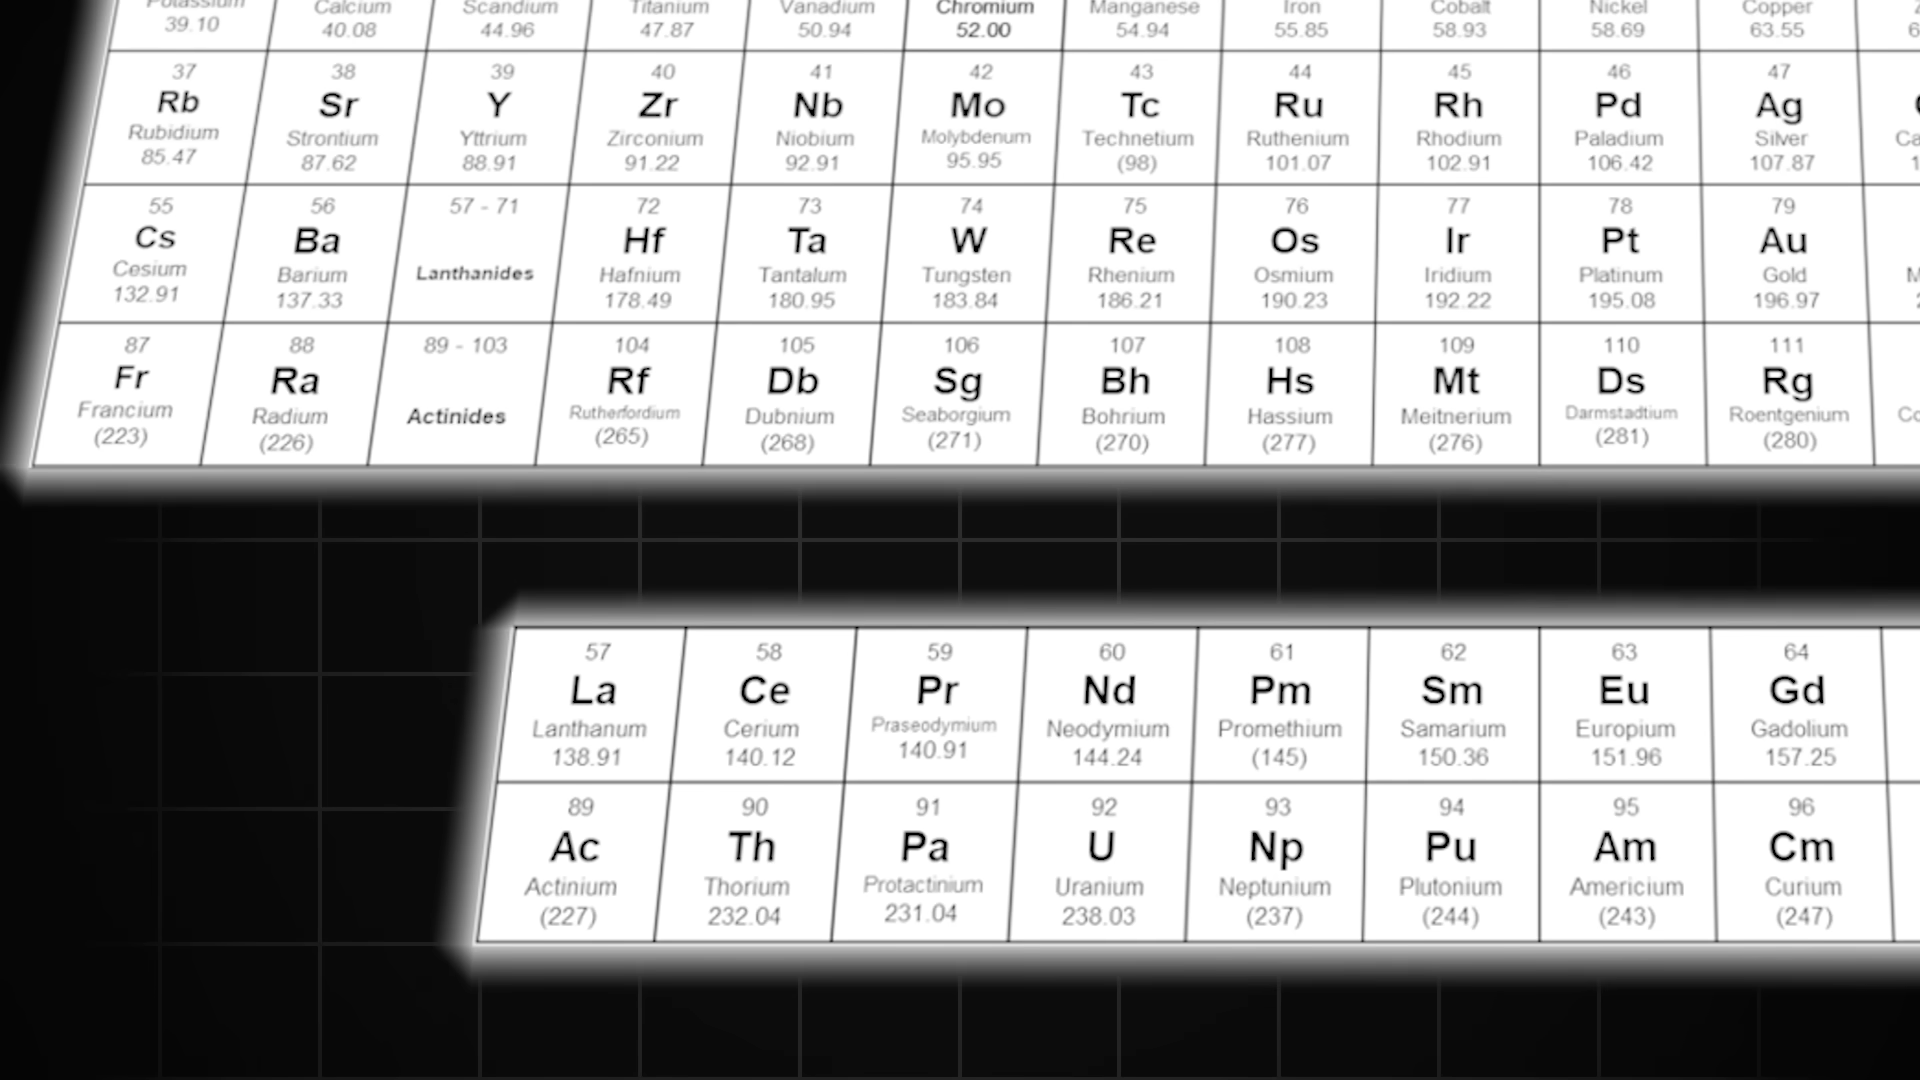 Potassium Calcium Scandium Titanium Vanadium Chromium Manganese Iron Cobalt Nickel Copper
39.10 40.08 44.96 47.87 50.94 52.00 54.94 55.85 58.93 58.69 63.55
37 38 39 40 41 42 43 44 45 46 47
Rb Sr Y Zr Nb Mo Tc Ru Rh Pd Ag
Rubidium Strontium Yttrium Zirconium Niobium Molybdenum Technetium Ruthenium Rhodium Paladium Silver
85.47 87.62 88.91 91.22 92.91 95.95 (98) 101.07 102.91 106.42 107.87
55 56 57 - 71 72 73 74 75 76 77 78 79
Cs Ba Hf Ta W Re Os Ir Pt Au
Cesium Barium Lanthanides Hafnium Tantalum Tungsten Rhenium Osmium Iridium Platinum Gold
132.91 137.33 178.49 180.95 183.84 186.21 190.23 192.22 195.08 196.97
87 88 89 - 103 104 105 106 107 108 109 110 111
Fr Ra Rf Db Sg Bh Hs Mt Ds Rg
Francium Radium Actinides Rutherfordium Dubnium Seaborgium Bohrium Hassium Meitnerium Darmstadtium Roentgenium
(223) (226) (265) (268) (271) (270) (277) (276) (281) (280)
57 58 59 60 61 62 63 64
La Ce Pr Nd Pm Sm Eu Gd
Lanthanum Cerium Praseodymium Neodymium Promethium Samarium Europium Gadolium
138.91 140.12 140.91 144.24 (145) 150.36 151.96 157.25
89 90 91 92 93 94 95 96
Ac Th Pa U Np Pu Am Cm
Actinium Thorium Protactinium Uranium Neptunium Plutonium Americium Curium
(227) 232.04 231.04 238.03 (237) (244) (243) (247)